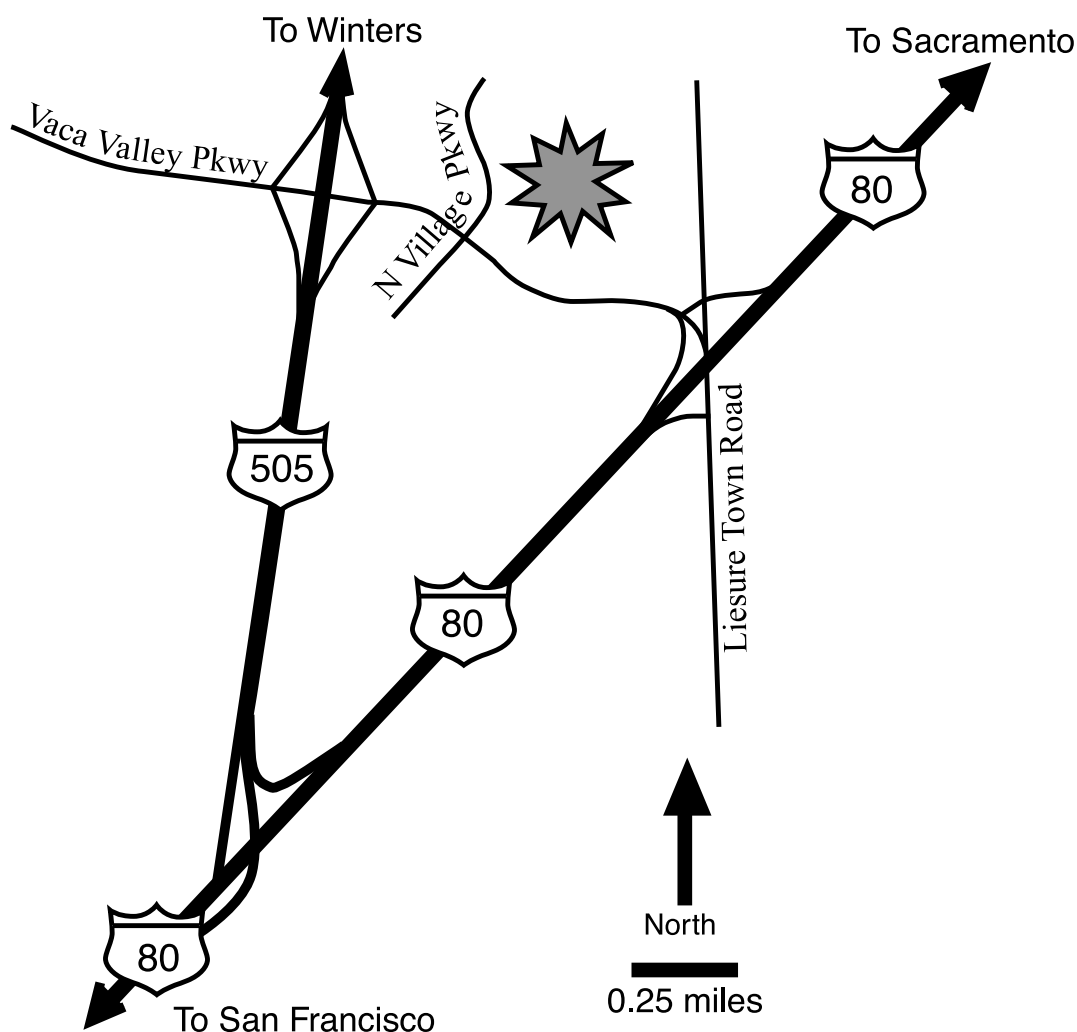 To Winters
To Sacramento
Vaca Valley Pkwy
N Village Pkwy
80
505
Liesure Town Road
80
North
80
0.25 miles
To San Francisco